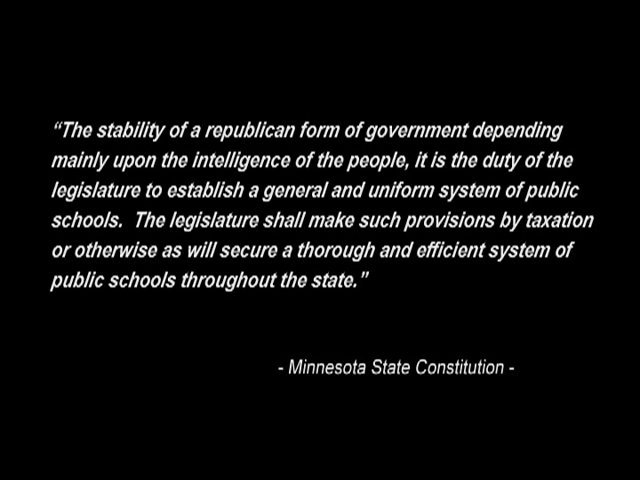 “The stability of a republican form of government depending
mainly upon the intelligence of the people, it is the duty of the
legislature to establish a general and uniform system of public
schools.  The legislature shall make such provisions by taxation
or otherwise as will secure a thorough and efficient system of
public schools throughout the state.”
- Minnesota State Constitution -